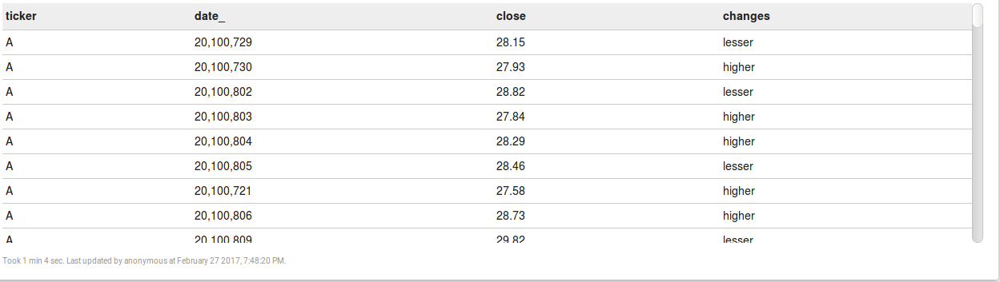 ticker date_ close changes
A 20,100,729 28.15 lesser
A 20,100,730 27.93 higher
A 20,100,802 28.82 lesser
A 20,100,803 27.84 higher
A 20,100,804 28.29 higher
A 20,100,805 28.46 lesser
A 20,100,721 27.58 higher
A 20,100,806 28.73 higher
A 20,100,809 29.82 lesser
Took 1 min 4 sec. Last updated by anonymous at February 27 2017, 7:48:20 PM.